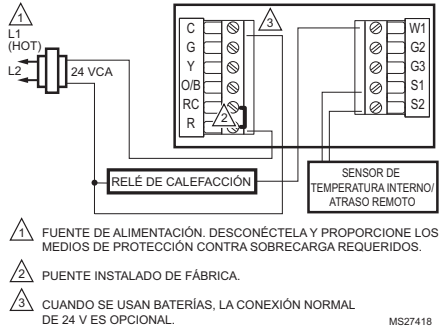 1
L1
(HOT)
L2
24 VCA
C
G
Y
O/B
RC
R
2
3
W1
G2
G3
S1
S2
RELÉ DE CALEFACCIÓN
SENSOR DE
TEMPERATURA INTERNO/
ATRASO REMOTO
1 FUENTE DE ALIMENTACIÓN. DESCONÉCTELA Y PROPORCIONE LOS
MEDIOS DE PROTECCIÓN CONTRA SOBRECARGA REQUERIDOS.
2 PUENTE INSTALADO DE FÁBRICA.
3 CUANDO SE USAN BATERÍAS, LA CONEXIÓN NORMAL
DE 24 V ES OPCIONAL.
MS27418